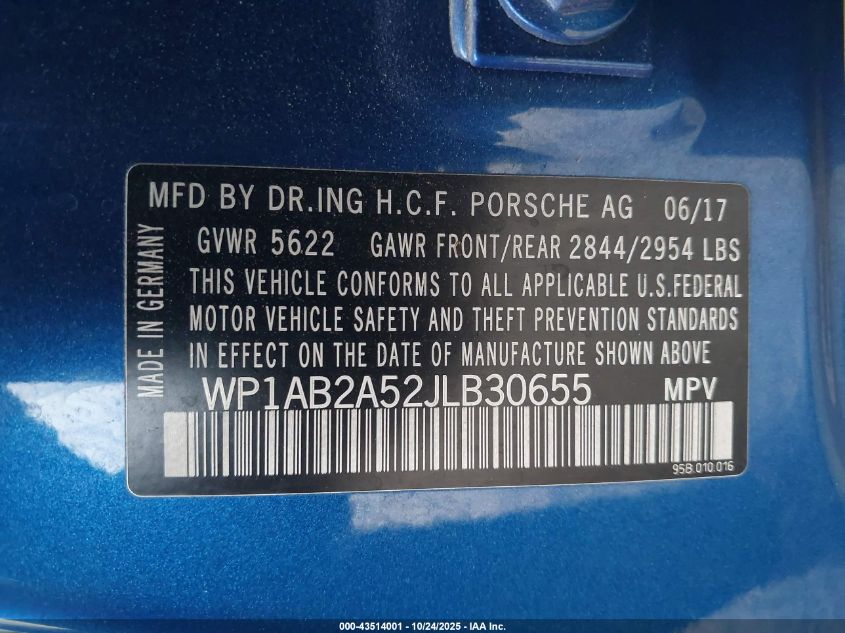 MFD BY DR.ING H.C.F. PORSCHE AG 06/17
GVWR 5622 GAWR FRONT/REAR 2844/2954 LBS
THIS VEHICLE CONFORMS TO ALL APPLICABLE U.S.FEDERAL
MOTOR VEHICLE SAFETY AND THEFT PREVENTION STANDARDS
IN EFFECT ON THE DATE OF MANUFACTURE SHOWN ABOVE
WP1AB2A52JLB30655 MPV
95B.010.016
MADE IN GERMANY
000-43514001 - 10/24/2025 - IAA Inc.